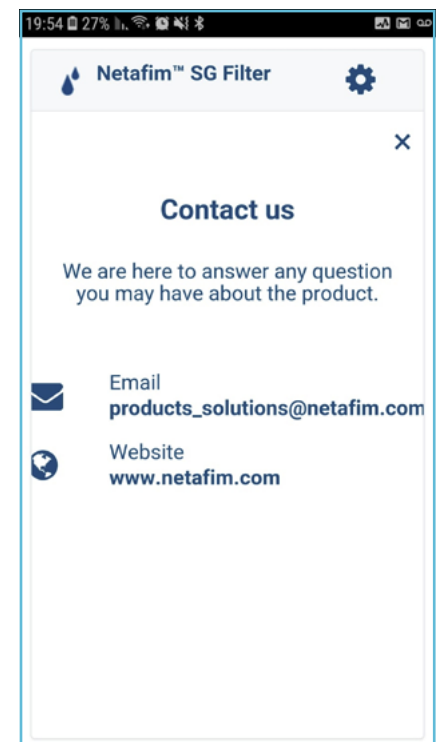 19:54 27%
Netafim™ SG Filter
Contact us
We are here to answer any question
you may have about the product.
Email
products_solutions@netafim.com
Website
www.netafim.com